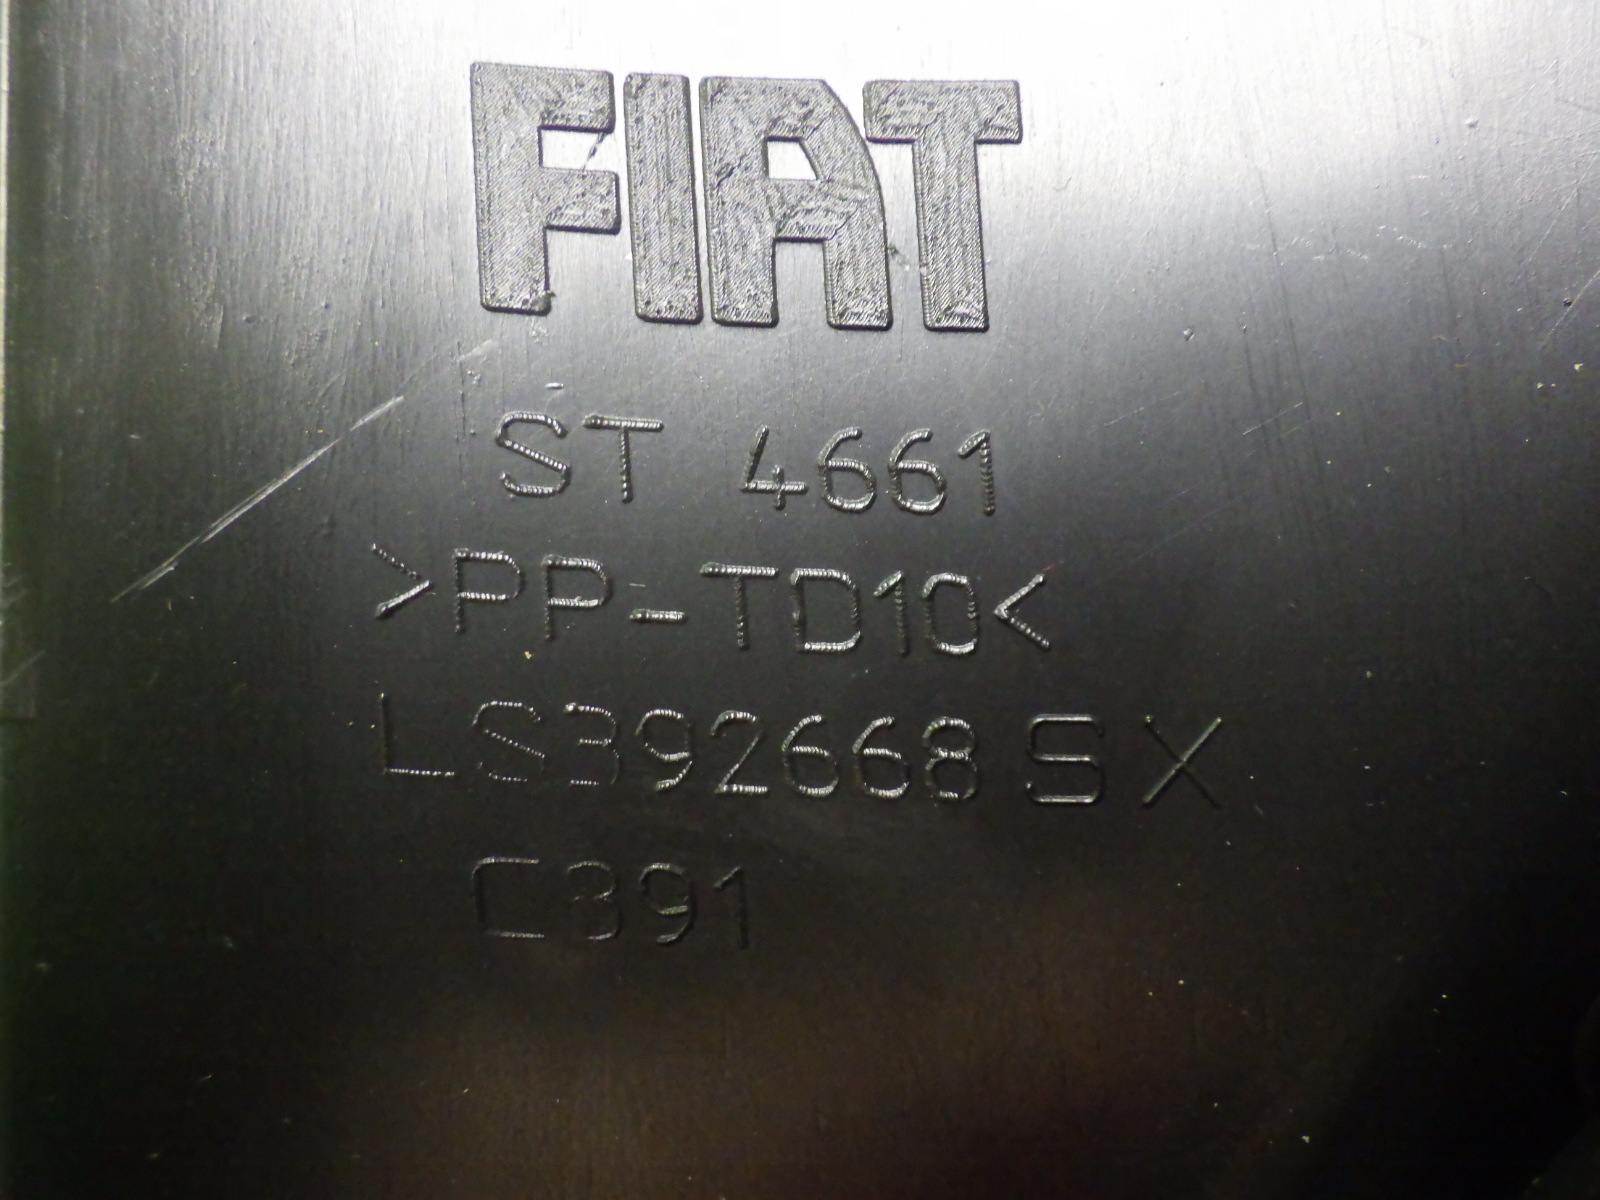 FIAT
ST 4661
>PP-TD10<
LS392668 SX
C391